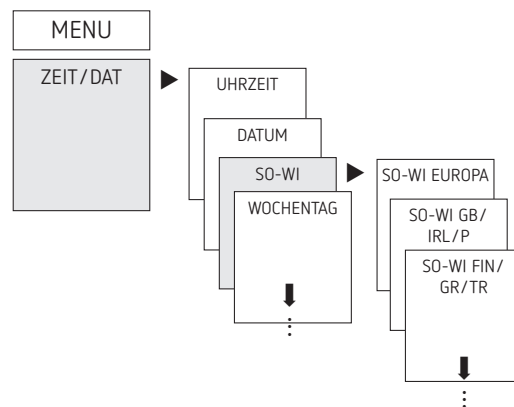 MENU
ZEIT/DAT
UHRZEIT
DATUM
SO-WI
WOCHENTAG
SO-WI EUROPA
SO-WI GB/
IRL/P
SO-WI FIN/
GR/TR